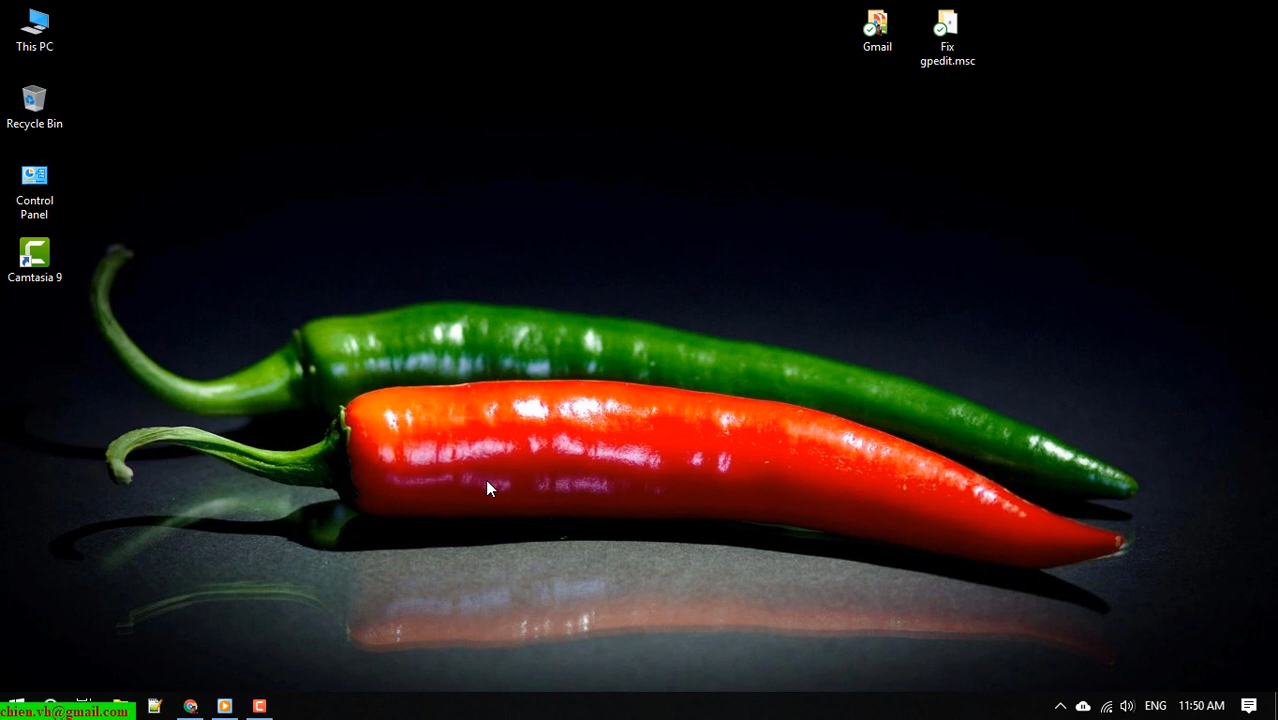 This PC
Recycle Bin
Control
Panel
Camtasia 9
Gmail
Fix
gpedit.msc
chien.vh@gmail.com
ENG
11:50 AM